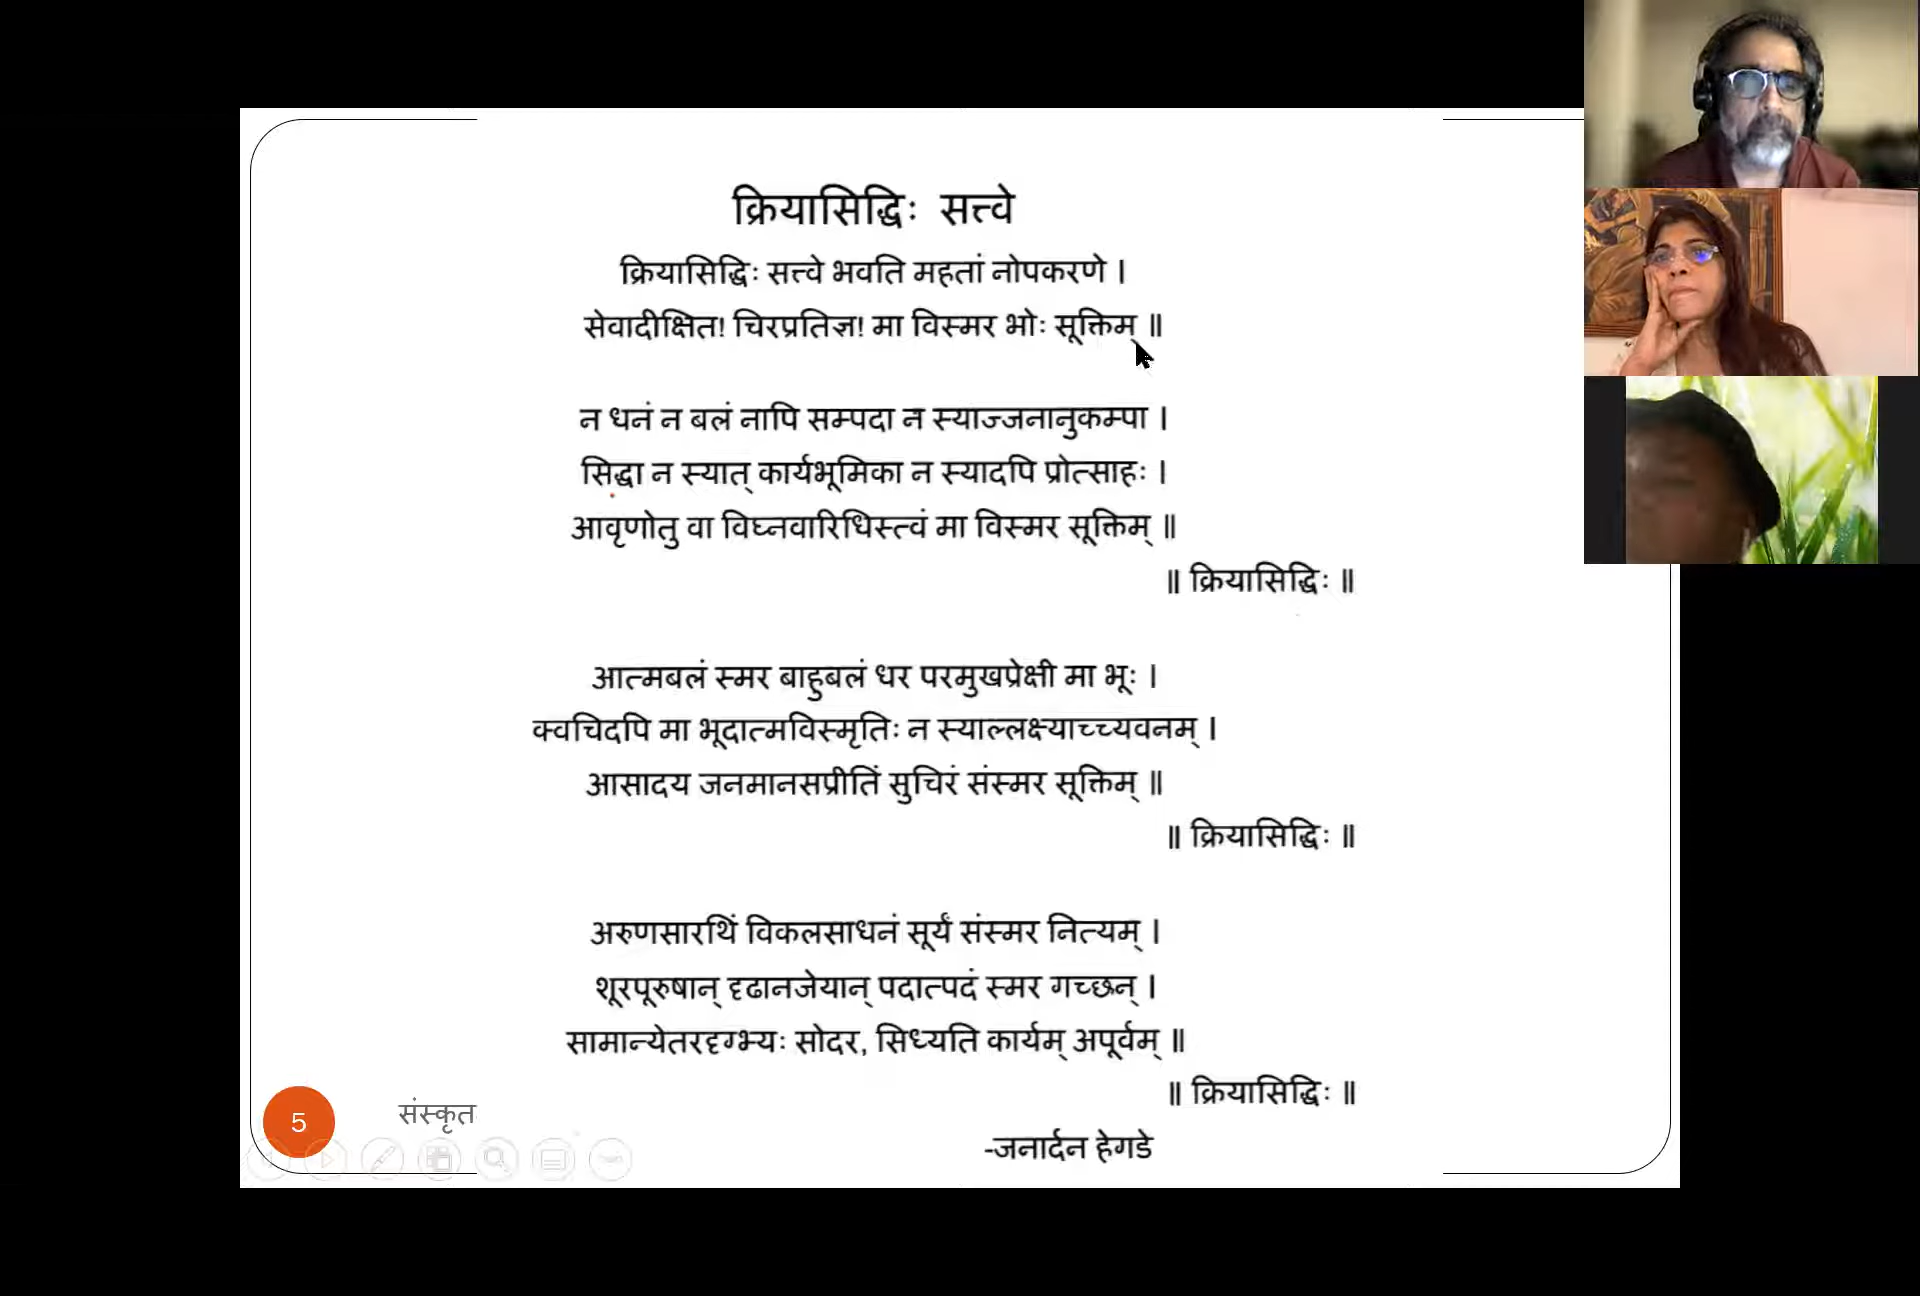 क्रियासिद्धिः सत्त्वे
क्रियासिद्धिः सत्त्वे भवति महतां नोपकरणे ।
सेवादीक्षित! चिरप्रतिज्ञ! मा विस्मर भोः सूक्तिम् ॥
न धनं न बलं नापि सम्पदा न स्याज्जनानुकम्पा ।
सिद्धा न स्यात् कार्यभूमिका न स्यादपि प्रोत्साहः ।
आवृणोतु वा विघ्नवारिधिस्त्वं मा विस्मर सूक्तिम् ॥
॥ क्रियासिद्धिः ॥
आत्मबलं स्मर बाहुबलं धर परमुखप्रेक्षी मा भूः ।
क्वचिदपि मा भूदात्मविस्मृतिः न स्याल्लक्ष्याच्च्यवनम् ।
आसादय जनमानसप्रीतिं सुचिरं संस्मर सूक्तिम् ॥
॥ क्रियासिद्धिः ॥
अरुणसारथिं विकलसाधनं सूर्यं संस्मर नित्यम् ।
शूरपूरुषान् दृढानजेयान् पदात्पदं स्मर गच्छन् ।
सामान्येतरदृग्भ्यः सोदर, सिध्यति कार्यम् अपूर्वम् ॥
॥ क्रियासिद्धिः ॥
-जनार्दन हेगडे
5
संस्कृत